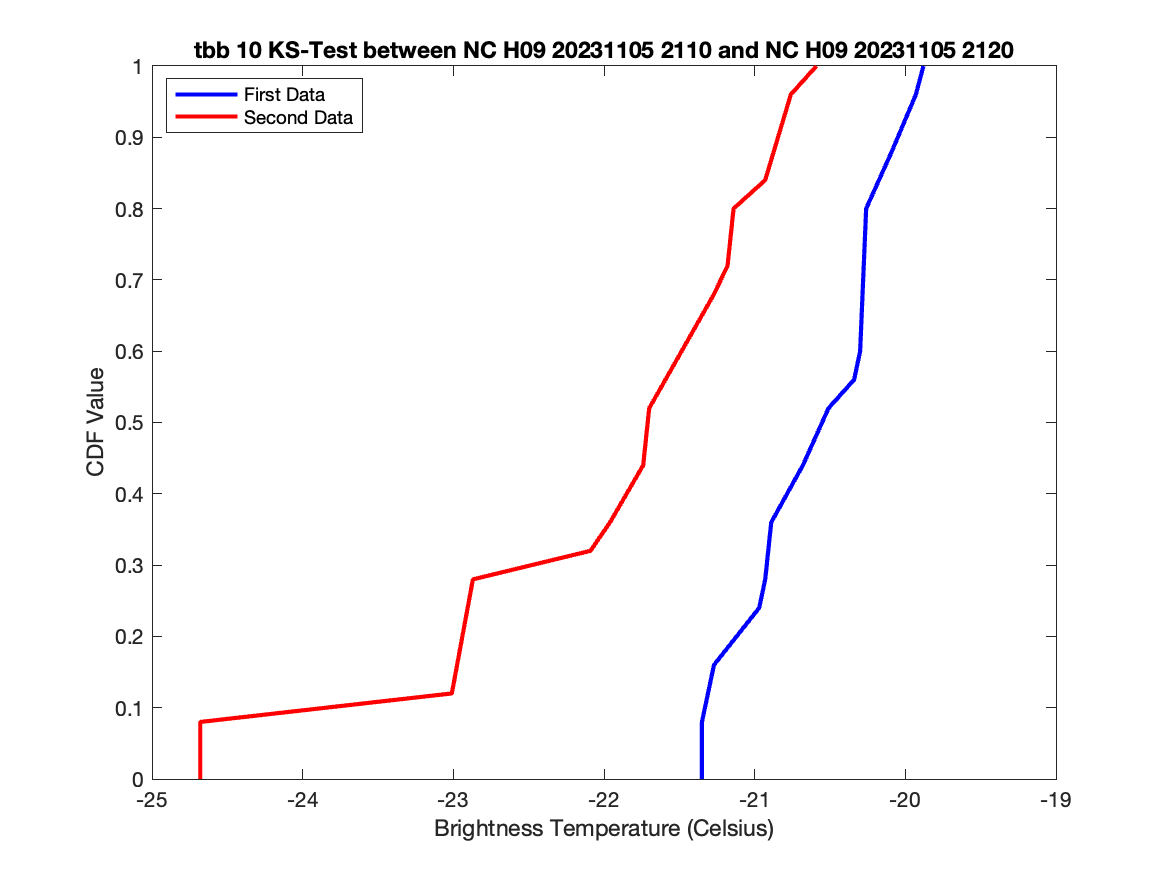 tbb 10 KS-Test between NC H09 20231105 2110 and NC H09 20231105 2120
First Data
Second Data
1
0.9
0.8
0.7
0.6
0.5
0.4
0.3
0.2
0.1
0
CDF Value
-25 -24 -23 -22 -21 -20 -19
Brightness Temperature (Celsius)